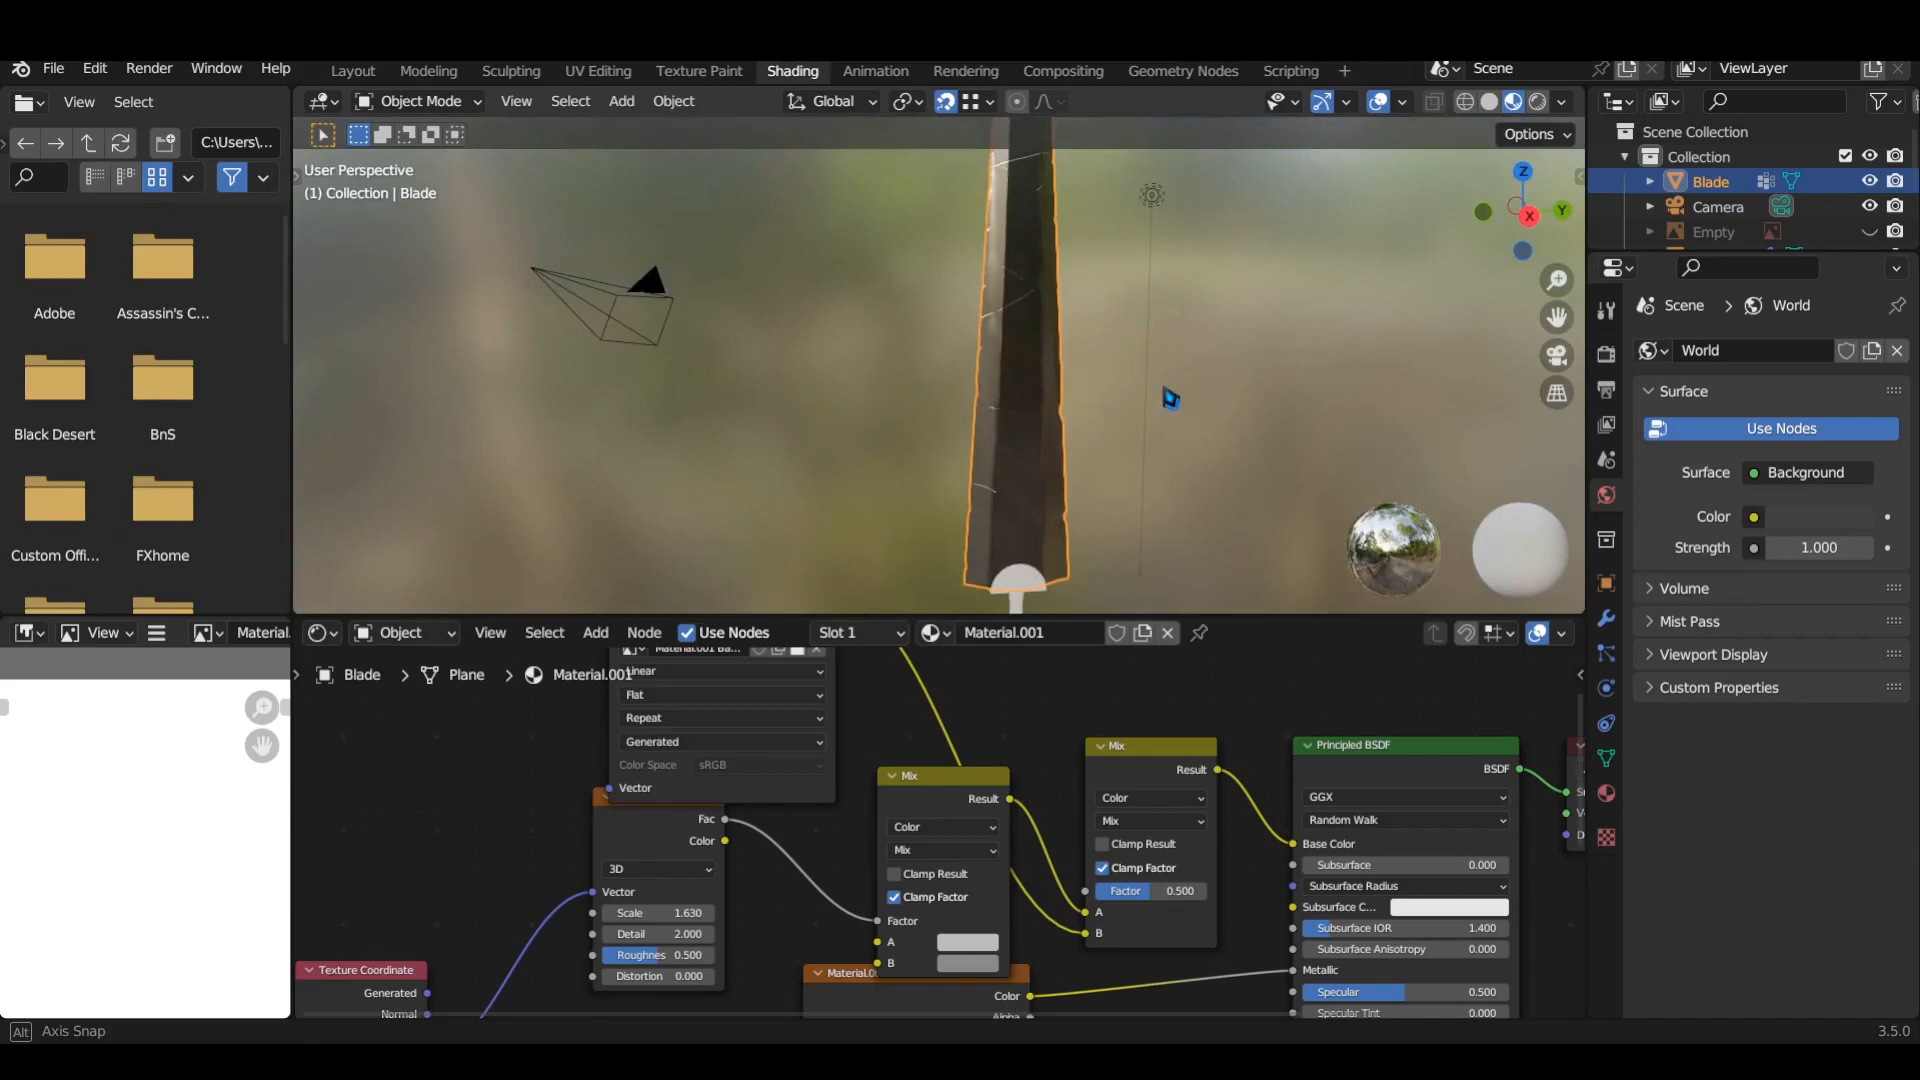 File Edit Render Window Help
Layout Modeling Sculpting UV Editing Texture Paint Shading Animation Rendering Compositing Geometry Nodes Scripting
Scene
ViewLayer
View Select
Object Mode View Select Add Object
Global
C:\Users\...
Options
User Perspective
(1) Collection | Blade
Z
Y
X
Scene Collection
Collection
Blade
Camera
Empty
Adobe
Assassin's C...
Black Desert
BnS
Custom Offi...
FXhome
Scene > World
World
Surface
Use Nodes
Surface Background
Color
Strength 1.000
Volume
Mist Pass
Viewport Display
Custom Properties
View
Material.
Object View Select Add Node Use Nodes Slot 1 Material.001
Blade > Plane > Material.001
Material.001 Ba...
Linear
Flat
Repeat
Generated
Color Space sRGB
Vector
Fac
Color
3D
Vector
Scale 1.630
Detail 2.000
Roughnes 0.500
Distortion 0.000
Texture Coordinate
Generated
Normal
Mix
Result
Color
Mix
Clamp Result
Clamp Factor
Factor
A
B
Material.0
Color
Alpha
Mix
Result
Color
Mix
Clamp Result
Clamp Factor
Factor 0.500
A
B
Principled BSDF
BSDF
GGX
Random Walk
Base Color
Subsurface 0.000
Subsurface Radius
Subsurface C...
Subsurface IOR 1.400
Subsurface Anisotropy 0.000
Metallic
Specular 0.500
Specular Tint 0.000
Alt Axis Snap
3.5.0